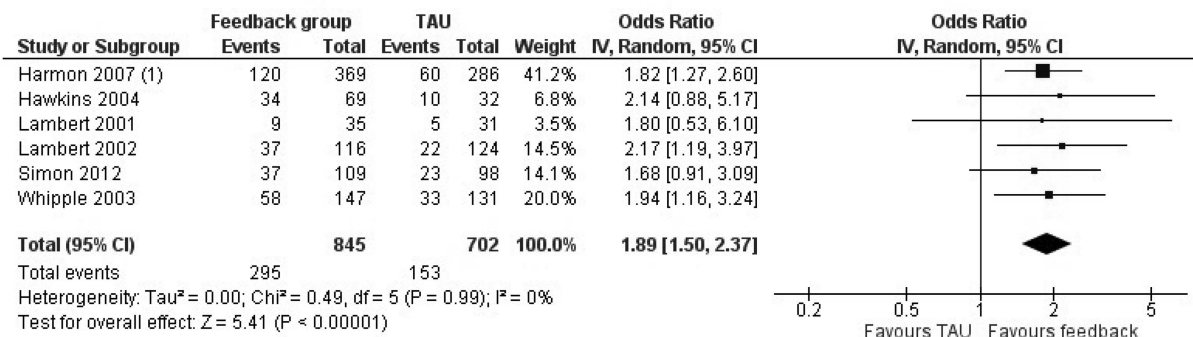 Feedback group TAU Odds Ratio Odds Ratio
Study or Subgroup Events Total Events Total Weight IV, Random, 95% CI IV, Random, 95% CI
Harmon 2007 (1) 120 369 60 286 41.2% 1.82 [1.27, 2.60]
Hawkins 2004 34 69 10 32 6.8% 2.14 [0.88, 5.17]
Lambert 2001 9 35 5 31 3.5% 1.80 [0.53, 6.10]
Lambert 2002 37 116 22 124 14.5% 2.17 [1.19, 3.97]
Simon 2012 37 109 23 98 14.1% 1.68 [0.91, 3.09]
Whipple 2003 58 147 33 131 20.0% 1.94 [1.16, 3.24]
Total (95% CI) 845 702 100.0% 1.89 [1.50, 2.37]
Total events 295 153
Heterogeneity: Tau² = 0.00; Chi² = 0.49, df = 5 (P = 0.99); I² = 0%
Test for overall effect: Z = 5.41 (P < 0.00001)
0.2 0.5 1 2 5
Favours TAU Favours feedback